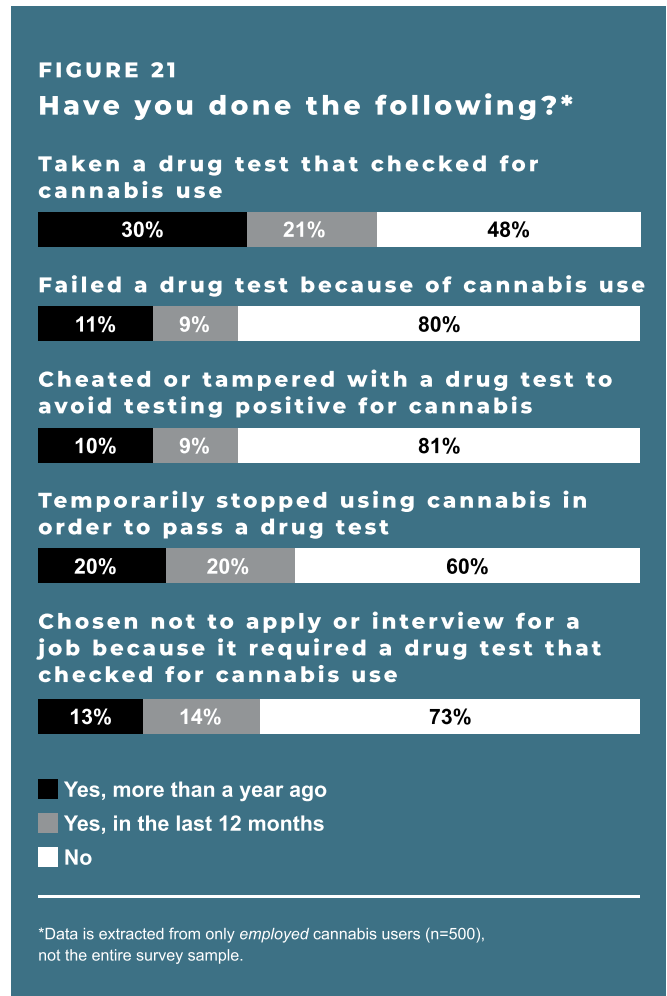 FIGURE 21
Have you done the following?*
Taken a drug test that checked for
cannabis use
30% 21% 48%
Failed a drug test because of cannabis use
11% 9% 80%
Cheated or tampered with a drug test to
avoid testing positive for cannabis
10% 9% 81%
Temporarily stopped using cannabis in
order to pass a drug test
20% 20% 60%
Chosen not to apply or interview for a
job because it required a drug test that
checked for cannabis use
13% 14% 73%
Yes, more than a year ago
Yes, in the last 12 months
No
*Data is extracted from only employed cannabis users (n=500),
not the entire survey sample.